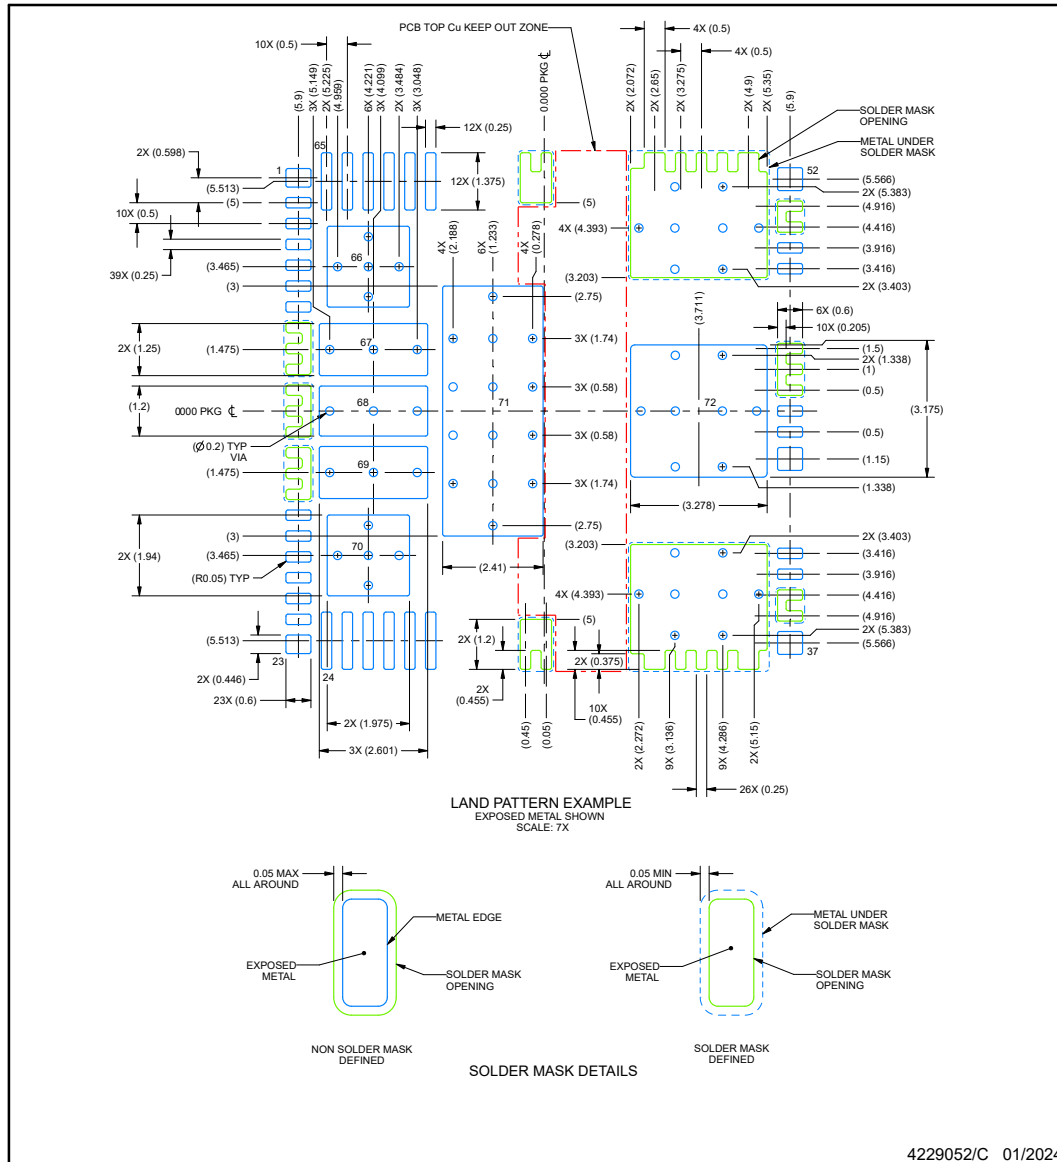 PCB TOP Cu KEEP OUT ZONE
4X (0.5)
10X (0.5)
4X (0.5)
0.000 PKG ℄
(5.9)
3X (5.149)
2X (5.225)
(4.959)
6X (4.221)
3X (4.099)
2X (3.484)
3X (3.048)
2X (2.072)
2X (2.65)
2X (3.275)
2X (4.9)
2X (5.35)
(5.9)
SOLDER MASK
OPENING
METAL UNDER
SOLDER MASK
12X (0.25)
65
2X (0.598)
1
52
(5.566)
(5.513)
12X (1.375)
2X (5.383)
(5)
(5)
(4.916)
10X (0.5)
4X
(2.188)
6X
(1.233)
4X
(0.278)
4X (4.393)
(4.416)
39X (0.25)
(3.916)
(3.465)
66
(3.203)
(3.416)
(3)
2X (3.403)
(2.75)
(3.711)
6X (0.6)
10X (0.205)
2X (1.25)
(1.475)
67
3X (1.74)
(1.5)
2X (1.338)
(1)
3X (0.58)
(0.5)
(1.2)
0000 PKG ℄
68
71
72
(3.175)
(Ø0.2) TYP
VIA
3X (0.58)
(0.5)
(1.475)
69
(1.15)
3X (1.74)
(1.338)
(3.278)
(2.75)
2X (1.94)
(3)
(3.203)
2X (3.403)
(3.465)
70
(3.416)
(R0.05) TYP
(2.41)
(3.916)
4X (4.393)
(4.416)
(5)
(4.916)
(5.513)
2X (1.2)
2X (5.383)
(5.566)
23
24
37
2X (0.446)
2X (0.375)
23X (0.6)
2X
(0.455)
10X
(0.455)
2X (1.975)
(0.45)
(0.05)
2X (2.272)
9X (3.136)
9X (4.286)
2X (5.15)
3X (2.601)
26X (0.25)
LAND PATTERN EXAMPLE
EXPOSED METAL SHOWN
SCALE: 7X
0.05 MAX
ALL AROUND
0.05 MIN
ALL AROUND
METAL EDGE
METAL UNDER
SOLDER MASK
EXPOSED
METAL
SOLDER MASK
OPENING
EXPOSED
METAL
SOLDER MASK
OPENING
NON SOLDER MASK
DEFINED
SOLDER MASK
DEFINED
SOLDER MASK DETAILS
4229052/C 01/2024